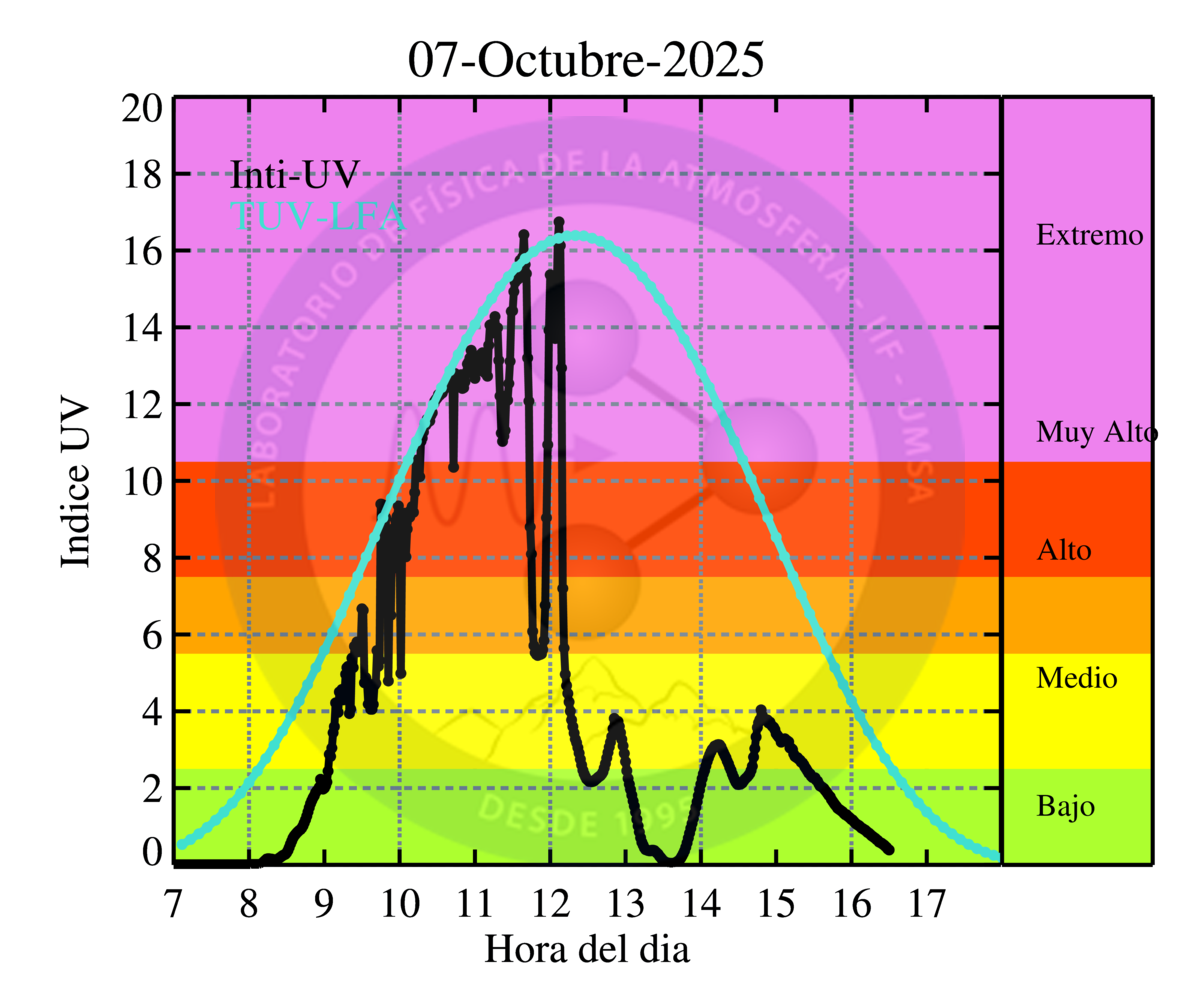 07-Octubre-2025
20
18
16
14
12
10
8
6
4
2
0
Indice UV
Inti-UV
TUV-LFA
LABORATORIO DE FÍSICA DE LA ATMÓSFERA - IIF - UMSA
DESDE 1995
Extremo
Muy Alto
Alto
Medio
Bajo
7 8 9 10 11 12 13 14 15 16 17
Hora del dia